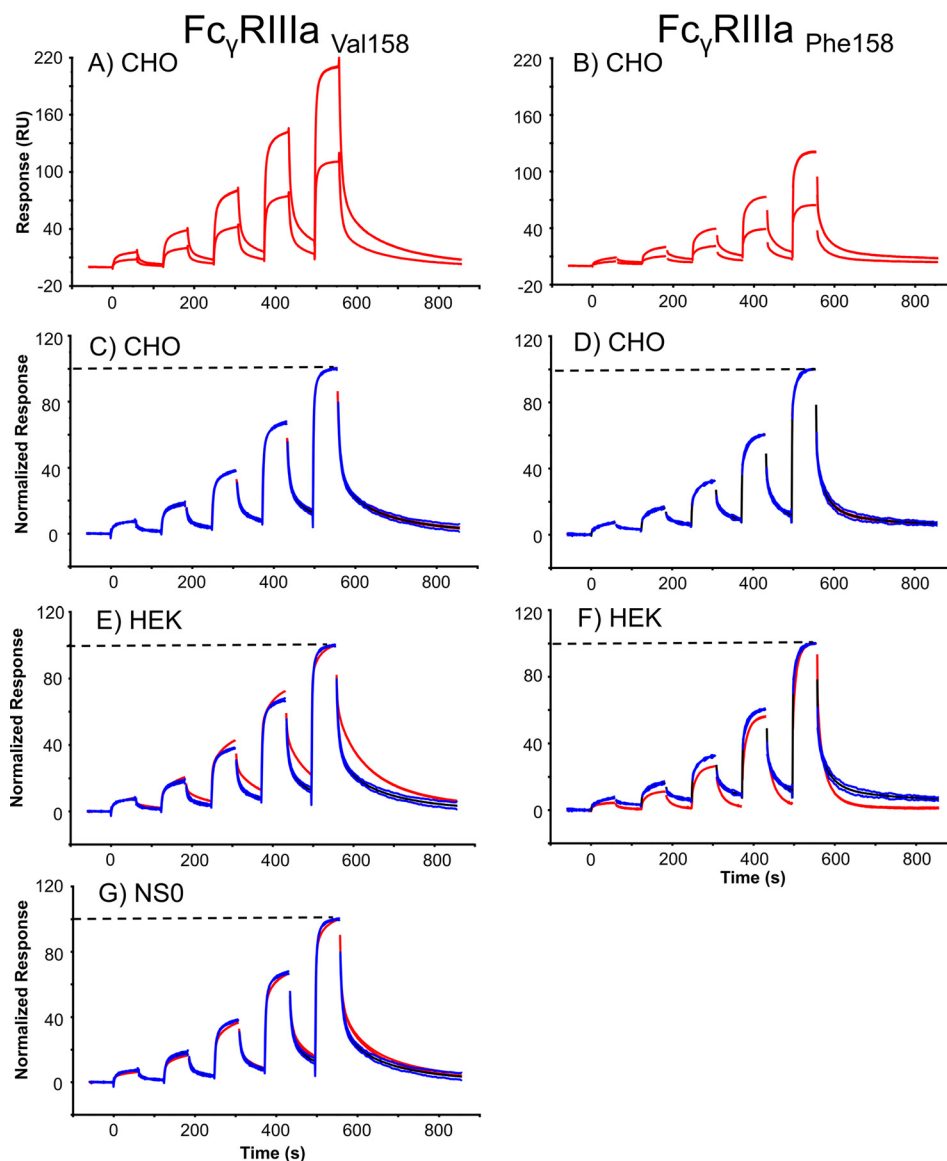 FcγRIIIa Val158
FcγRIIIa Phe158
A) CHO
B) CHO
Response (RU)
220
160
100
40
-20
0 200 400 600 800
220
160
100
40
-20
0 200 400 600 800
C) CHO
D) CHO
Normalized Response
120
80
40
0
0 200 400 600 800
120
80
40
0
0 200 400 600 800
E) HEK
F) HEK
Normalized Response
120
80
40
0
0 200 400 600 800
120
80
40
0
0 200 400 600 800
Time (s)
G) NS0
Normalized Response
120
80
40
0
0 200 400 600 800
Time (s)